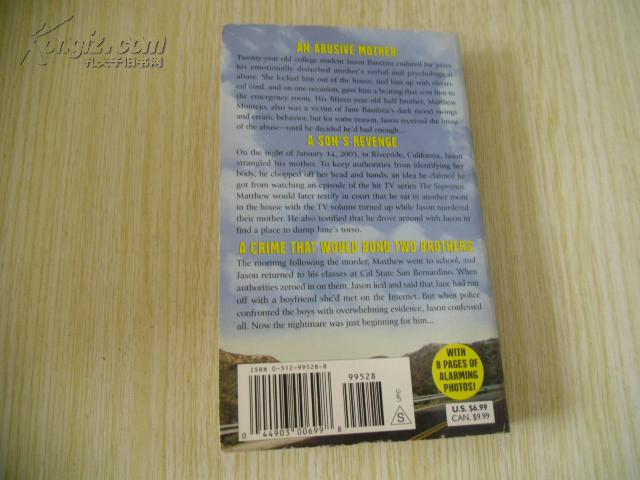 Kongfz.com
孔夫子旧书网
AN ABUSIVE MOTHER
Twenty-year-old college student Jason Bautista endured for years
his emotionally disturbed mother's verbal and psychological
abuse. She locked him out of the house, tied him up with electri-
cal cord, and on one occasion, gave him a beating that sent him to
the emergency room. His fifteen-year-old half brother, Matthew
Montejo, also was a victim of Jane Bautista's dark mood swings
and erratic behavior, but for some reason, Jason received the brunt
of the abuse—until he decided he'd had enough...
A SON'S REVENGE
On the night of January 14, 2003, in Riverside, California, Jason
strangled his mother. To keep authorities from identifying her
body, he chopped off her head and hands, an idea he claimed he
got from watching an episode of the hit TV series The Sopranos.
Matthew would later testify in court that he sat in another room
in the house with the TV volume turned up while Jason murdered
their mother. He also testified that he drove around with Jason to
find a place to dump Jane's torso.
A CRIME THAT WOULD BOND TWO BROTHERS
The morning following the murder, Matthew went to school, and
Jason returned to his classes at Cal State San Bernardino. When
authorities zeroed in on them, Jason lied and said that Jane had run
off with a boyfriend she'd met on the Internet. But when police
confronted the boys with overwhelming evidence, Jason confessed
all. Now the nightmare was just beginning for him...
WITH
8 PAGES OF
ALARMING
PHOTOS!
ISBN 0-312-99528-8
99528
0 44903 00699 8
S
UPC
U.S. $6.99
CAN. $9.99